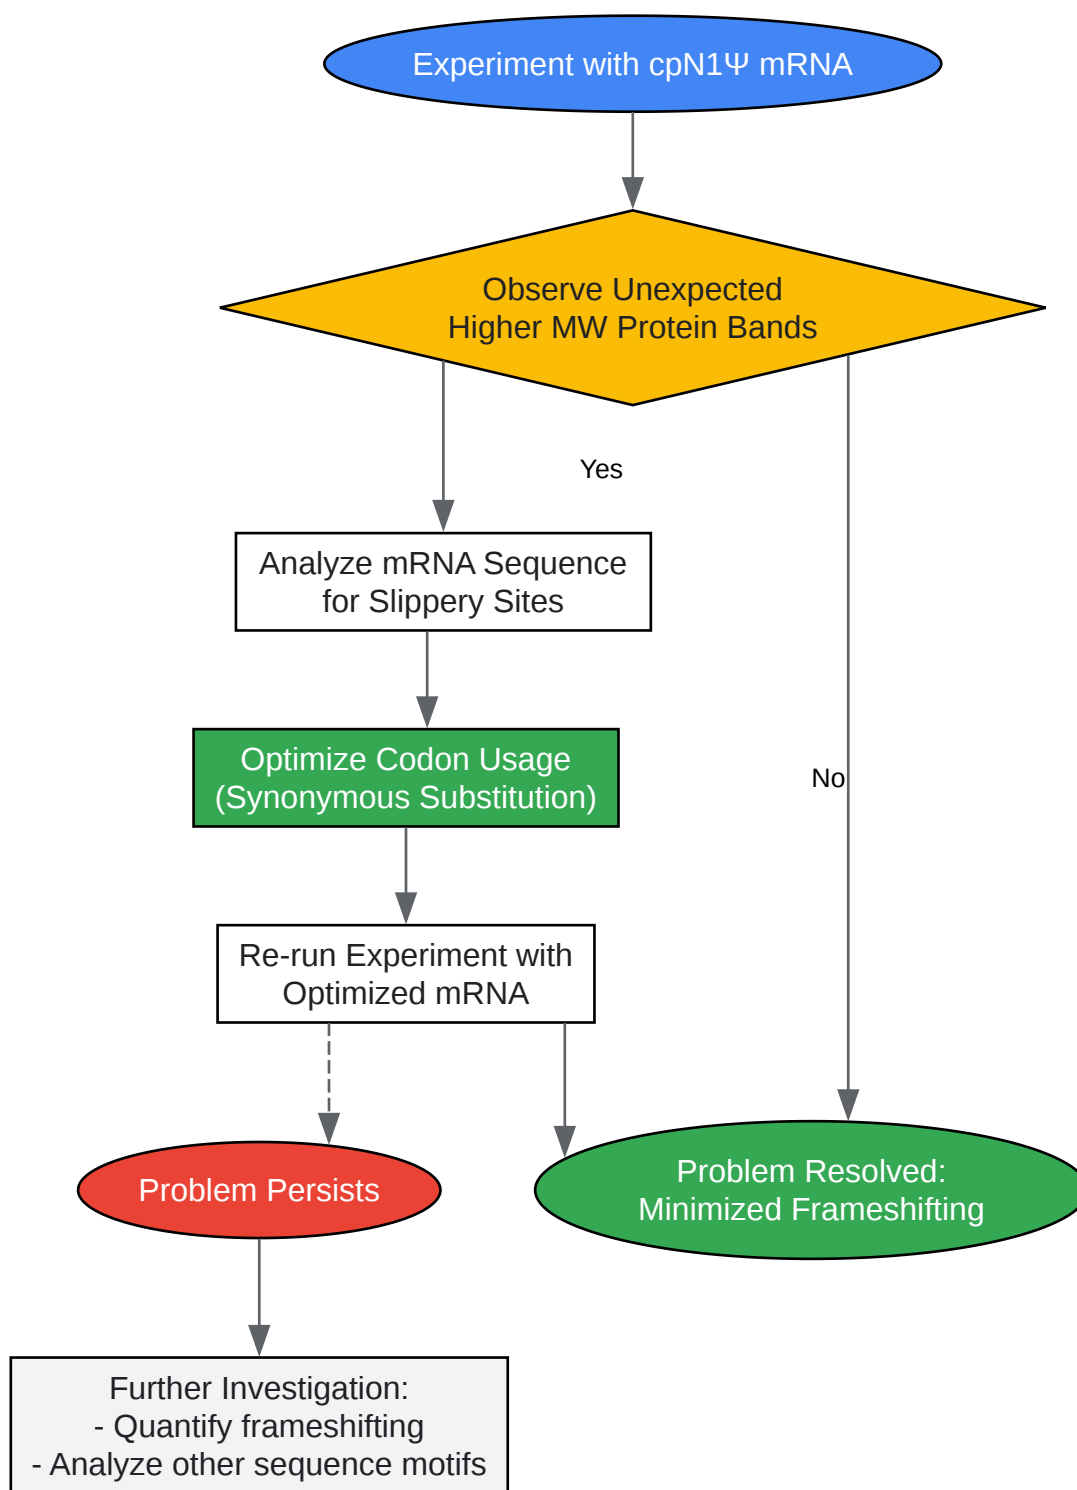 Experiment with cpN1Ψ mRNA
Observe Unexpected
Higher MW Protein Bands
Yes
Analyze mRNA Sequence
for Slippery Sites
Optimize Codon Usage
(Synonymous Substitution)
No
Re-run Experiment with
Optimized mRNA
Problem Persists
Problem Resolved:
Minimized Frameshifting
Further Investigation:
- Quantify frameshifting
- Analyze other sequence motifs